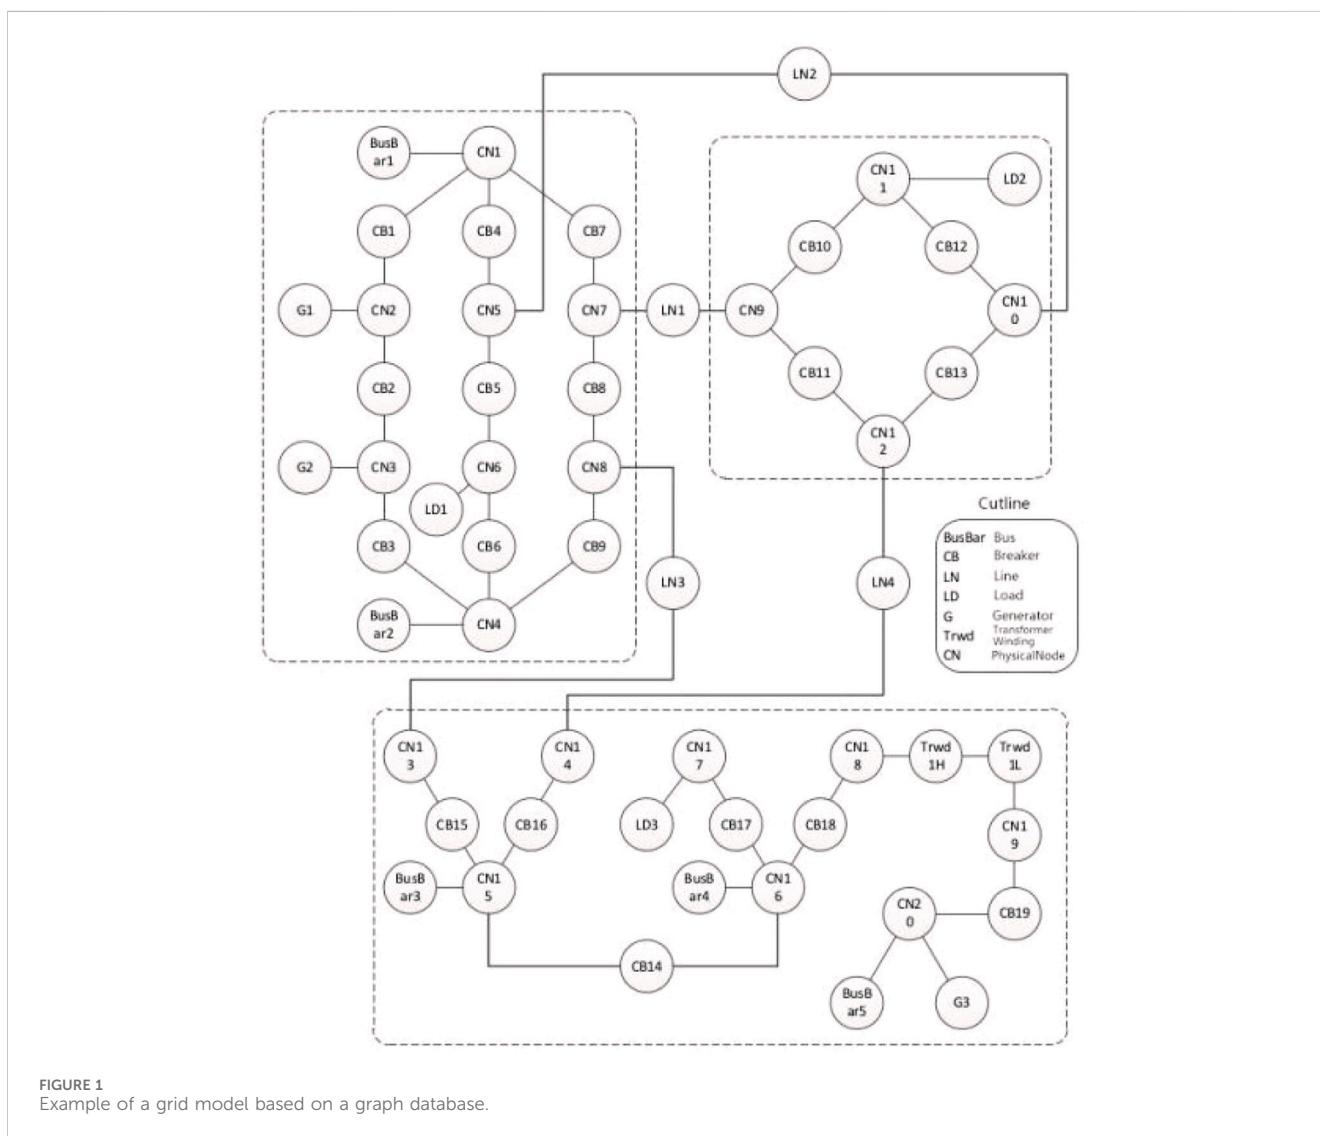 LN2
BusB
ar1
CN1
CB1
CB4
CB7
G1
CN2
CN5
CN7
LN1
CB2
CB5
CB8
G2
CN3
CN6
CN8
LD1
CB3
CB6
CB9
BusB
ar2
CN4
CN1
1
LD2
CB10
CB12
CN9
CN1
0
CB11
CB13
CN1
2
LN3
LN4
Cutline
BusBar Bus
CB Breaker
LN Line
LD Load
G Generator
Trwd Transformer
Winding
CN PhysicalNode
CN1
3
CN1
4
CN1
7
CN1
8
Trwd
1H
Trwd
1L
CB15
CB16
LD3
CB17
CB18
CN1
9
BusB
ar3
CN1
5
BusB
ar4
CN1
6
CN2
0
CB19
CB14
BusB
ar5
G3
FIGURE 1
Example of a grid model based on a graph database.